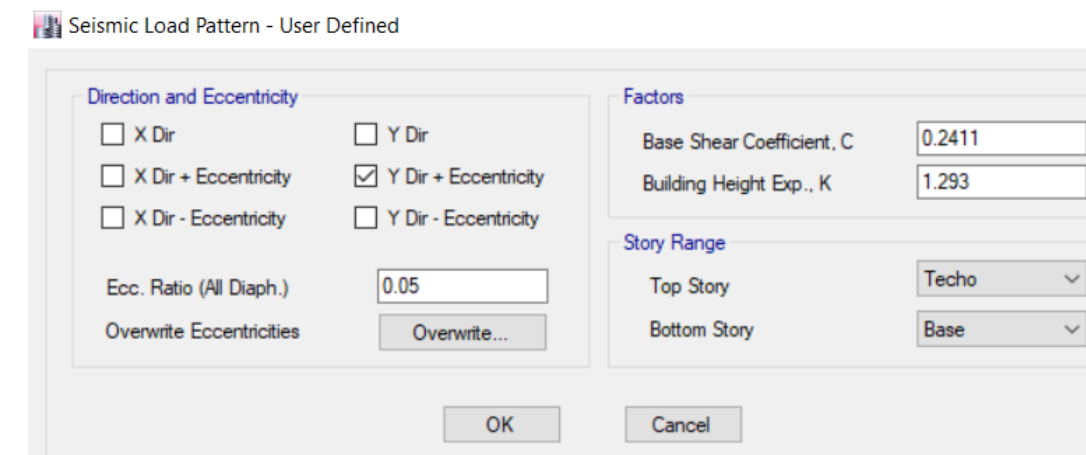 Seismic Load Pattern - User Defined
Direction and Eccentricity
X Dir
Y Dir
X Dir + Eccentricity
Y Dir + Eccentricity
X Dir - Eccentricity
Y Dir - Eccentricity
Ecc. Ratio (All Diaph.)
0.05
Overwrite Eccentricities
Overwrite...
Factors
Base Shear Coefficient, C
0.2411
Building Height Exp., K
1.293
Story Range
Top Story
Techo
Bottom Story
Base
OK
Cancel